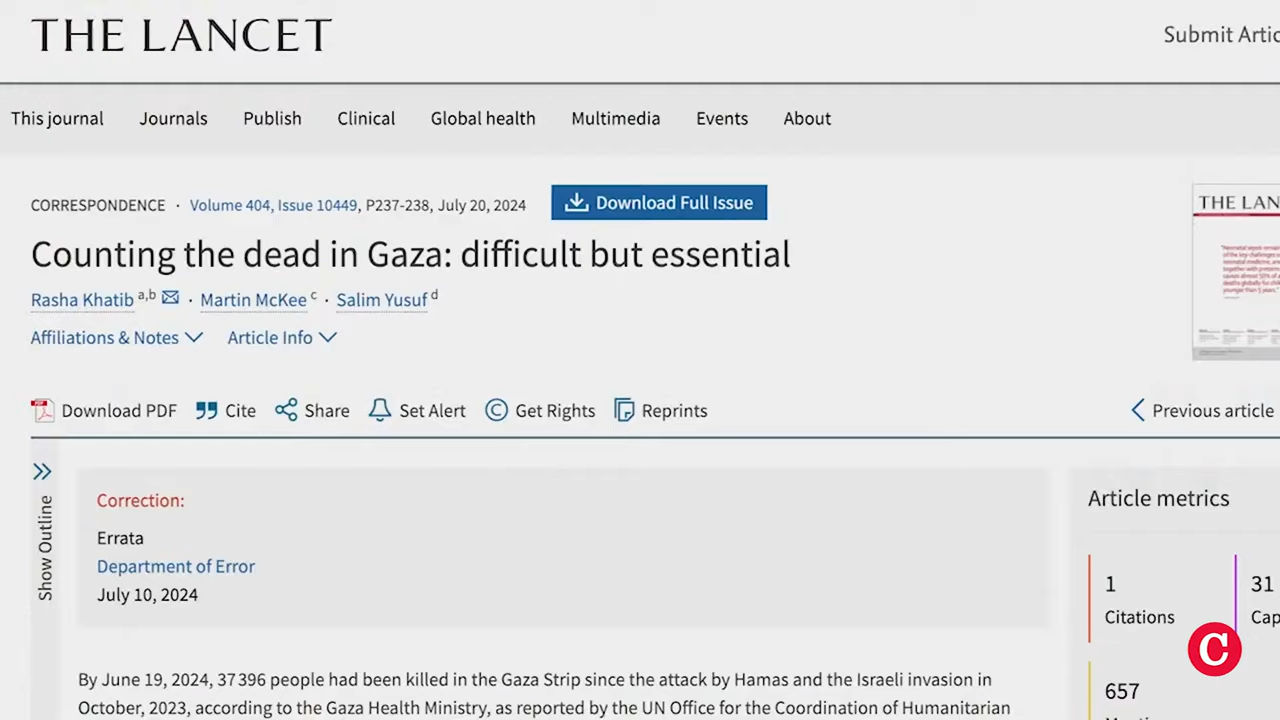 THE LANCET
Submit Artic
This journal Journals Publish Clinical Global health Multimedia Events About
CORRESPONDENCE · Volume 404, Issue 10449, P237-238, July 20, 2024 Download Full Issue
THE LAN
Counting the dead in Gaza: difficult but essential
Rasha Khatib a,b · Martin McKee c · Salim Yusuf d
Affiliations & Notes Article Info
Download PDF Cite Share Set Alert Get Rights Reprints Previous article
Show Outline
Correction:
Errata
Department of Error
July 10, 2024
Article metrics
1 31
Citations Cap
657
C
By June 19, 2024, 37 396 people had been killed in the Gaza Strip since the attack by Hamas and the Israeli invasion in
October, 2023, according to the Gaza Health Ministry, as reported by the UN Office for the Coordination of Humanitarian